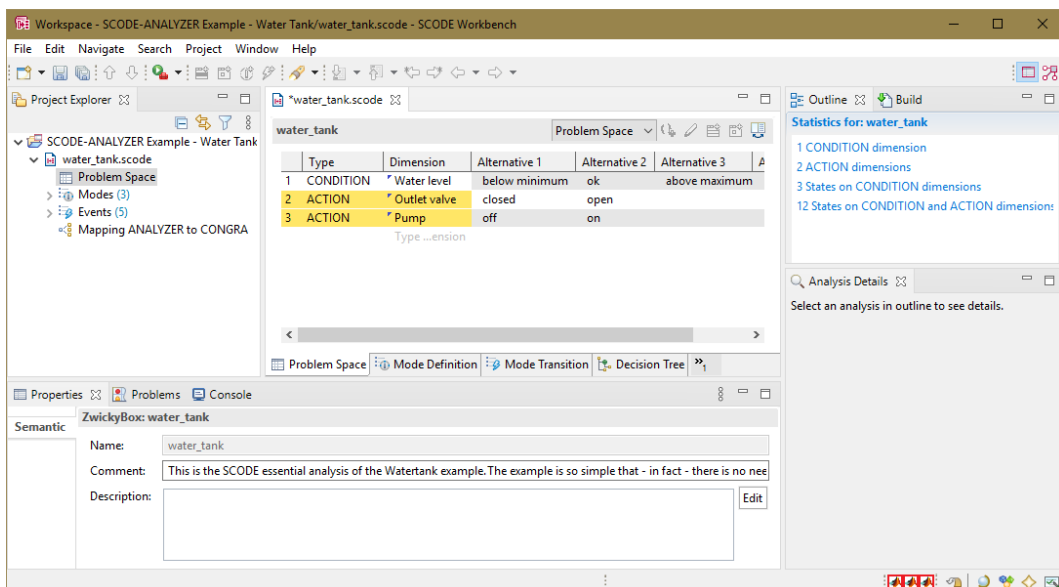 Workspace - SCODE-ANALYZER Example - Water Tank/water_tank.scode - SCODE Workbench
File Edit Navigate Search Project Window Help
Project Explorer
SCODE-ANALYZER Example - Water Tank
water_tank.scode
Problem Space
Modes (3)
Events (5)
Mapping ANALYZER to CONGRA
*water_tank.scode
water_tank Problem Space
Type Dimension Alternative 1 Alternative 2 Alternative 3 A
1 CONDITION Water level below minimum ok above maximum
2 ACTION Outlet valve closed open
3 ACTION Pump off on
Type ...ension
Problem Space Mode Definition Mode Transition Decision Tree »1
Outline Build
Statistics for: water_tank
1 CONDITION dimension
2 ACTION dimensions
3 States on CONDITION dimensions
12 States on CONDITION and ACTION dimensions
Analysis Details
Select an analysis in outline to see details.
Properties Problems Console
Semantic
ZwickyBox: water_tank
Name: water_tank
Comment: This is the SCODE essential analysis of the Watertank example.The example is so simple that - in fact - there is no nee
Description:
Edit